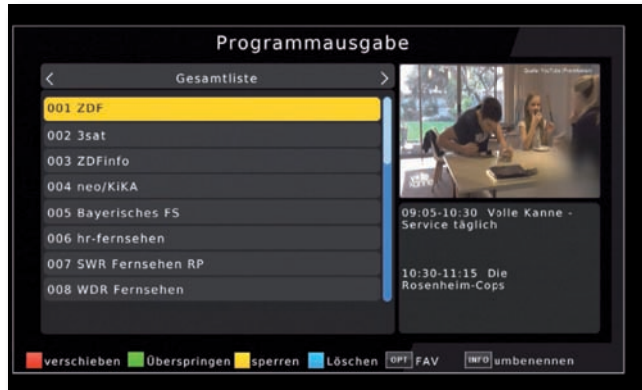 Programmausgabe
< Gesamtliste >
001 ZDF
002 3sat
003 ZDFinfo
004 neo/KiKA
005 Bayerisches FS
006 hr-fernsehen
007 SWR Fernsehen RP
008 WDR Fernsehen
09:05-10:30 Volle Kanne -
Service täglich
10:30-11:15 Die
Rosenheim-Cops
verschieben Überspringen sperren Löschen OPT FAV INFO umbenennen